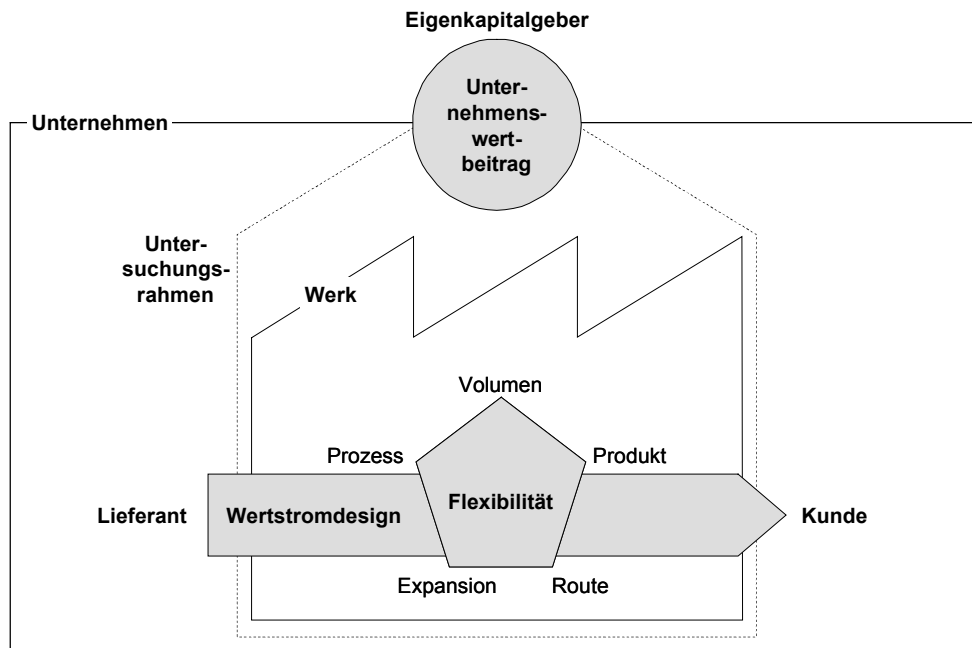 Eigenkapitalgeber
Unter-
nehmens-
wert-
beitrag
Unternehmen
Unter-
suchungs-
rahmen
Werk
Volumen
Prozess
Produkt
Lieferant
Wertstromdesign
Flexibilität
Kunde
Expansion
Route